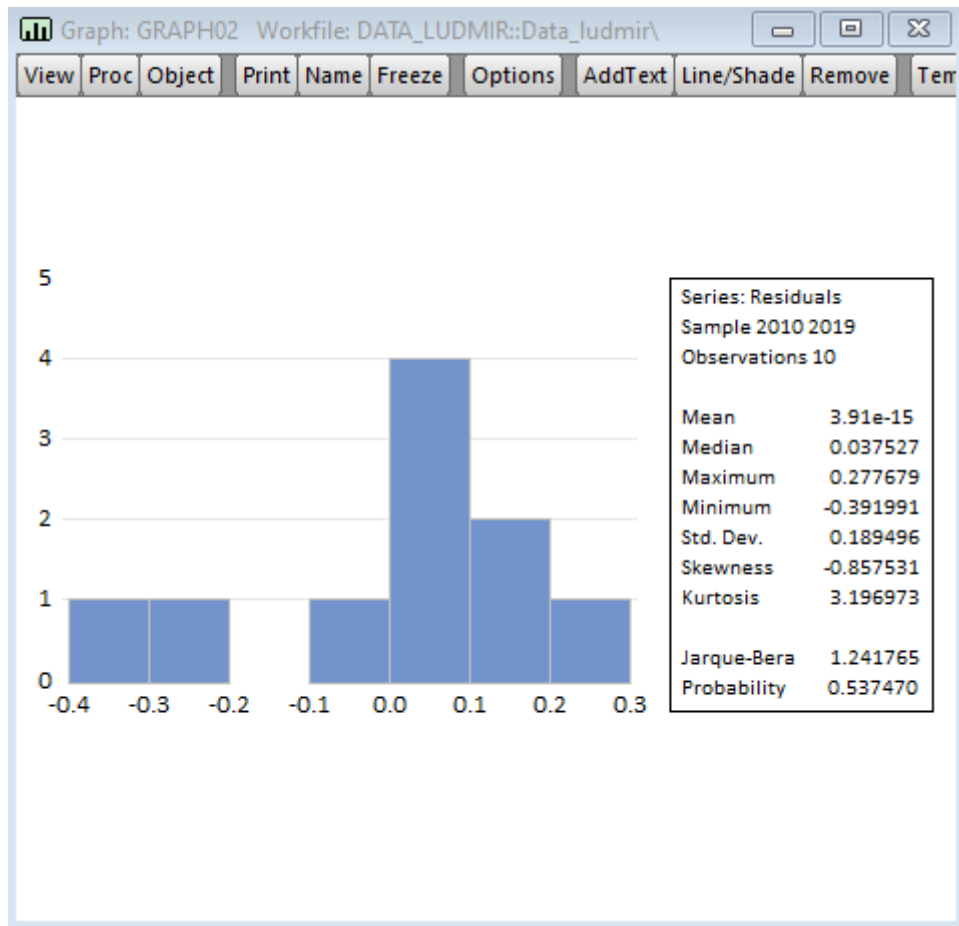 Graph: GRAPH02 Workfile: DATA_LUDMIR::Data_ludmir\
View Proc Object Print Name Freeze Options AddText Line/Shade Remove Tem
5
4
3
2
1
0
-0.4 -0.3 -0.2 -0.1 0.0 0.1 0.2 0.3
Series: Residuals
Sample 2010 2019
Observations 10
Mean 3.91e-15
Median 0.037527
Maximum 0.277679
Minimum -0.391991
Std. Dev. 0.189496
Skewness -0.857531
Kurtosis 3.196973
Jarque-Bera 1.241765
Probability 0.537470